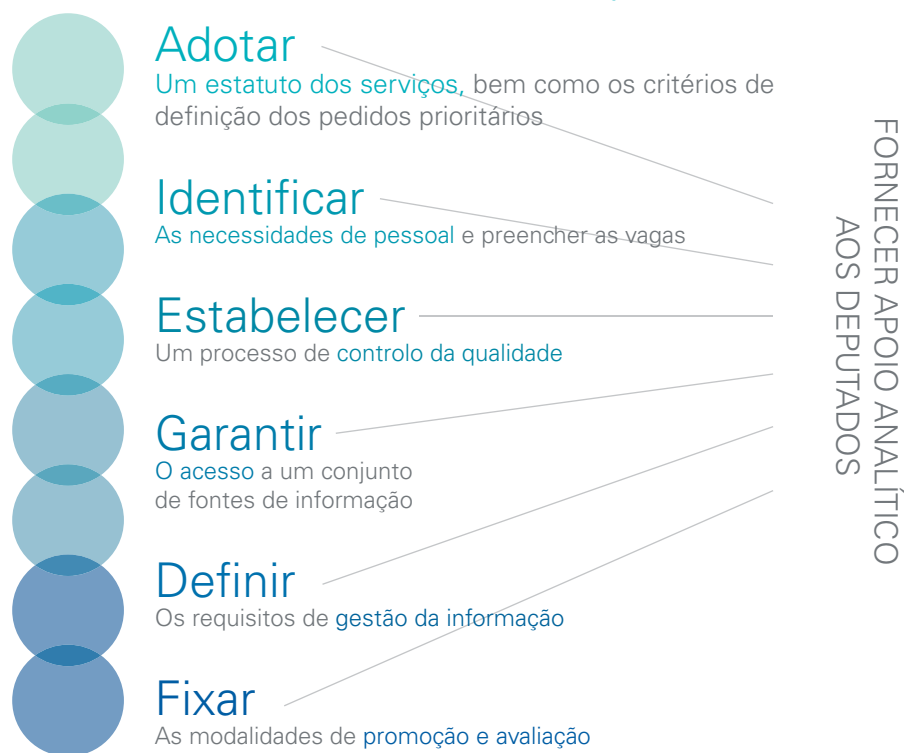 Adotar
Um estatuto dos serviços, bem como os critérios de
definição dos pedidos prioritários
Identificar
As necessidades de pessoal e preencher as vagas
Estabelecer
Um processo de controlo da qualidade
Garantir
O acesso a um conjunto
de fontes de informação
Definir
Os requisitos de gestão da informação
Fixar
As modalidades de promoção e avaliação
FORNECER APOIO ANALÍTICO
AOS DEPUTADOS